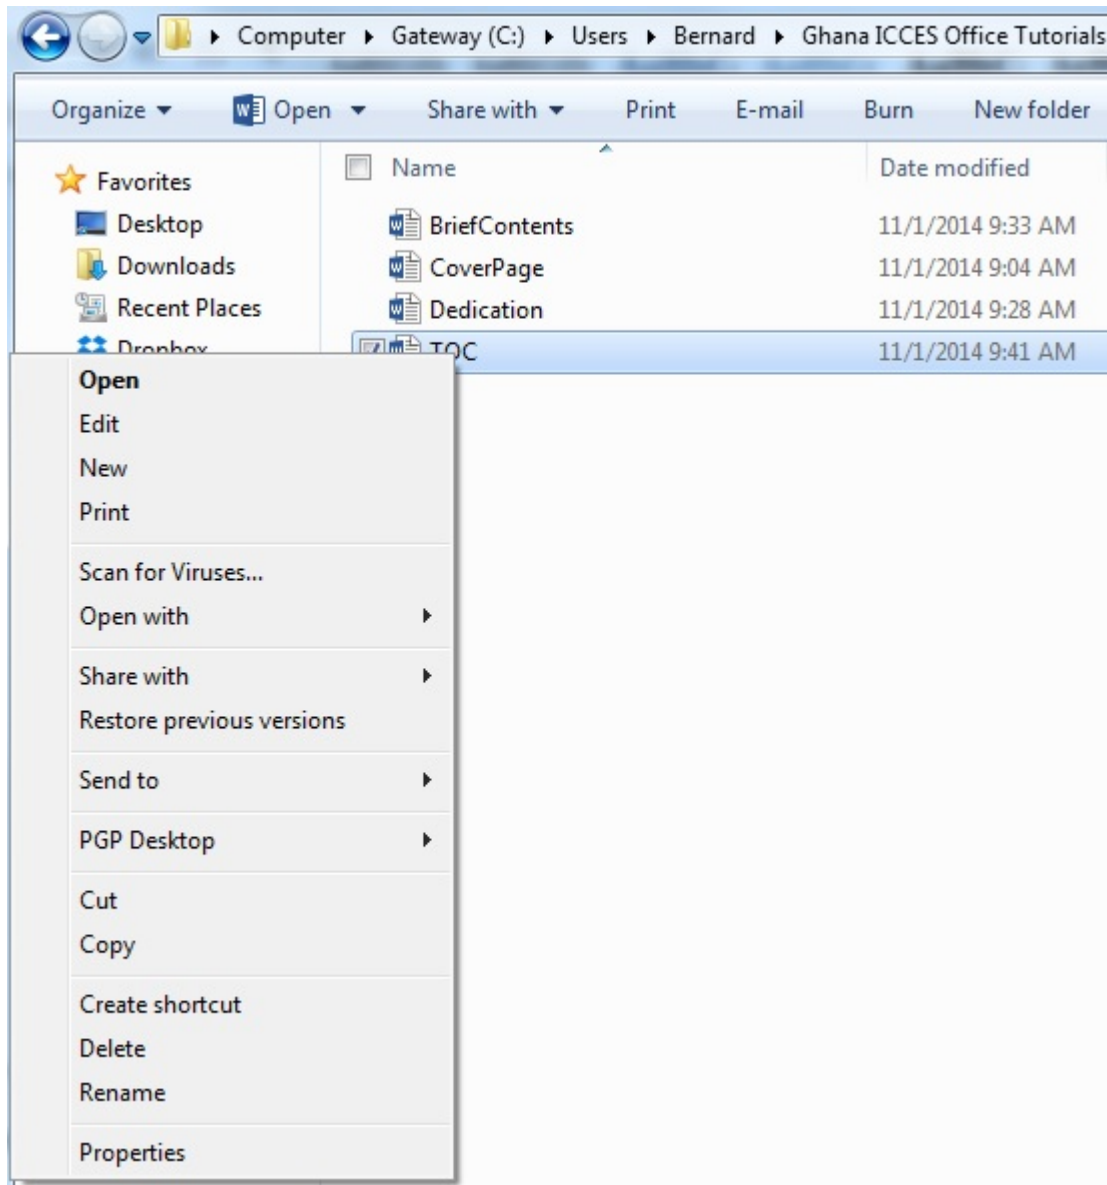 Computer Gateway (C:) Users Bernard Ghana ICCES Office Tutorials
Organize Open Share with Print E-mail Burn New folder
Favorites
Desktop
Downloads
Recent Places
Dropbox
Name Date modified
BriefContents 11/1/2014 9:33 AM
CoverPage 11/1/2014 9:04 AM
Dedication 11/1/2014 9:28 AM
TOC 11/1/2014 9:41 AM
Open
Edit
New
Print
Scan for Viruses...
Open with
Share with
Restore previous versions
Send to
PGP Desktop
Cut
Copy
Create shortcut
Delete
Rename
Properties